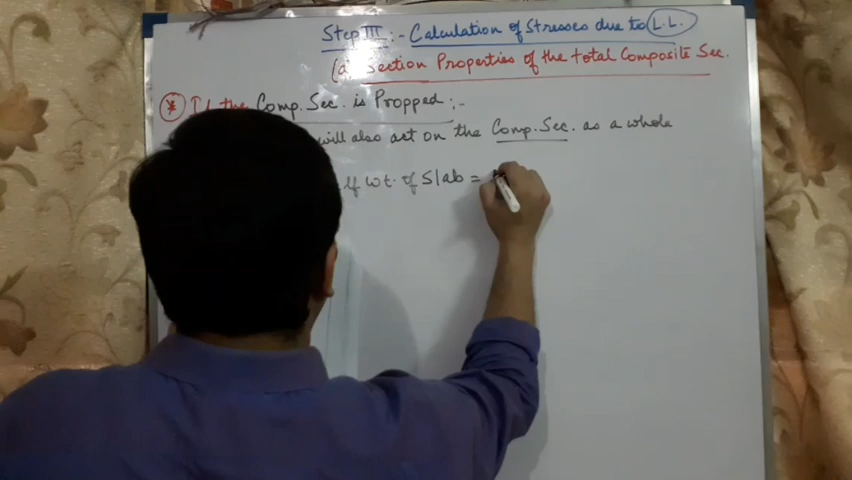 Step III :- Calculation of Stresses due to L.L.
(a) Section Properties of the total Composite Sec.
* If the Comp. Sec. is Propped :-
will also act on the Comp. Sec. as a whole
wt. of Slab =